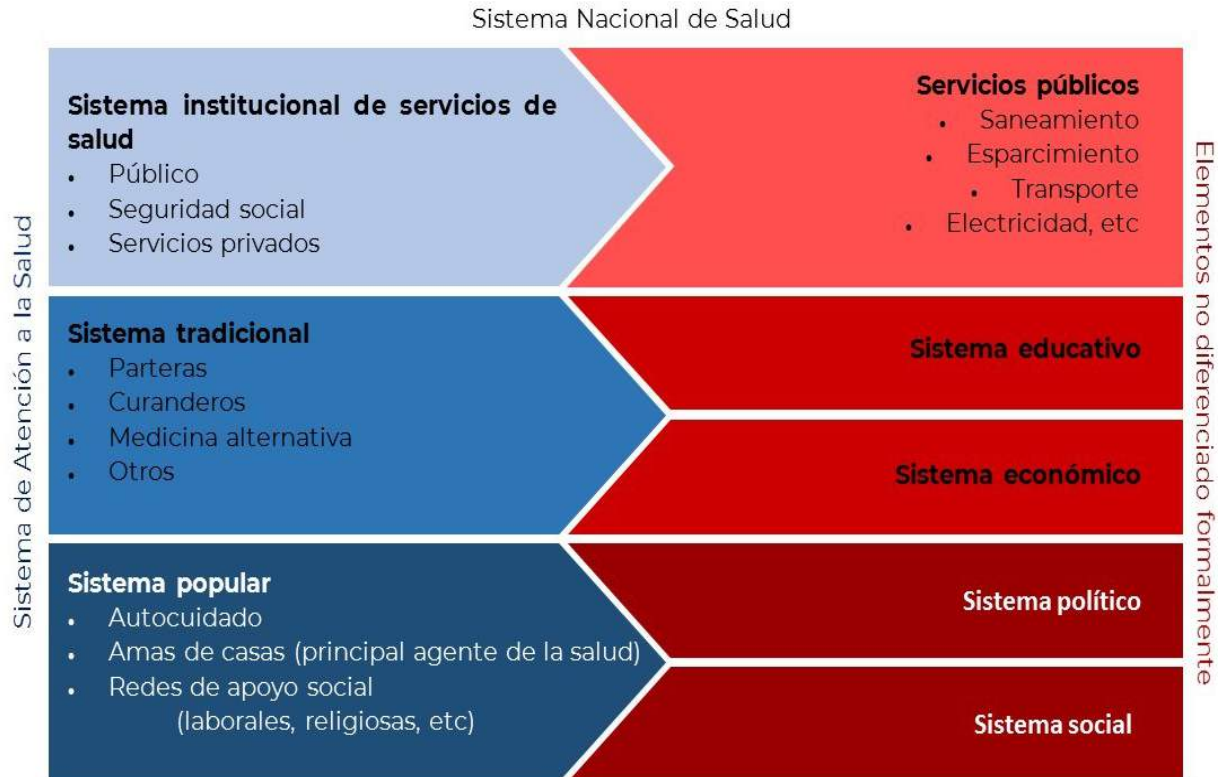 Sistema Nacional de Salud
Sistema de Atención a la Salud
Sistema institucional de servicios de
salud
• Público
• Seguridad social
• Servicios privados
Sistema tradicional
• Parteras
• Curanderos
• Medicina alternativa
• Otros
Sistema popular
• Autocuidado
• Amas de casas (principal agente de la salud)
• Redes de apoyo social
(laborales, religiosas, etc)
Servicios públicos
• Saneamiento
• Esparcimiento
• Transporte
• Electricidad, etc
Sistema educativo
Sistema económico
Sistema político
Sistema social
Elementos no diferenciado formalmente